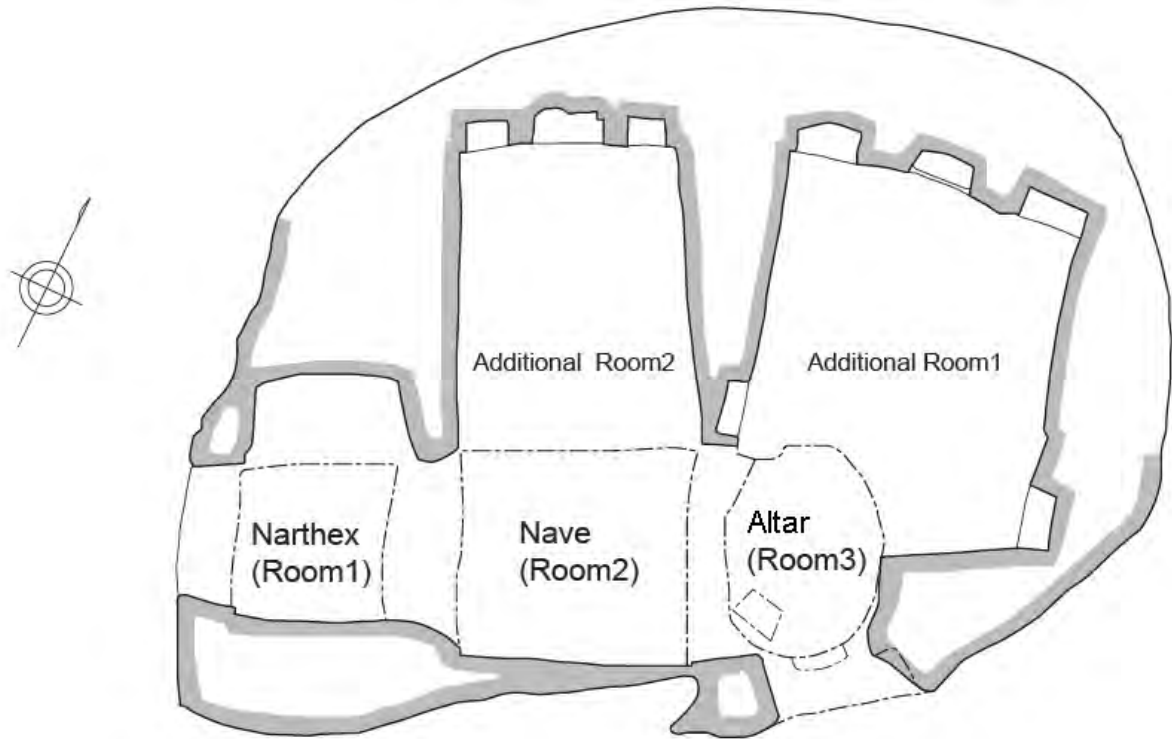 Additional Room2
Additional Room1
Narthex
(Room1)
Nave
(Room2)
Altar
(Room3)